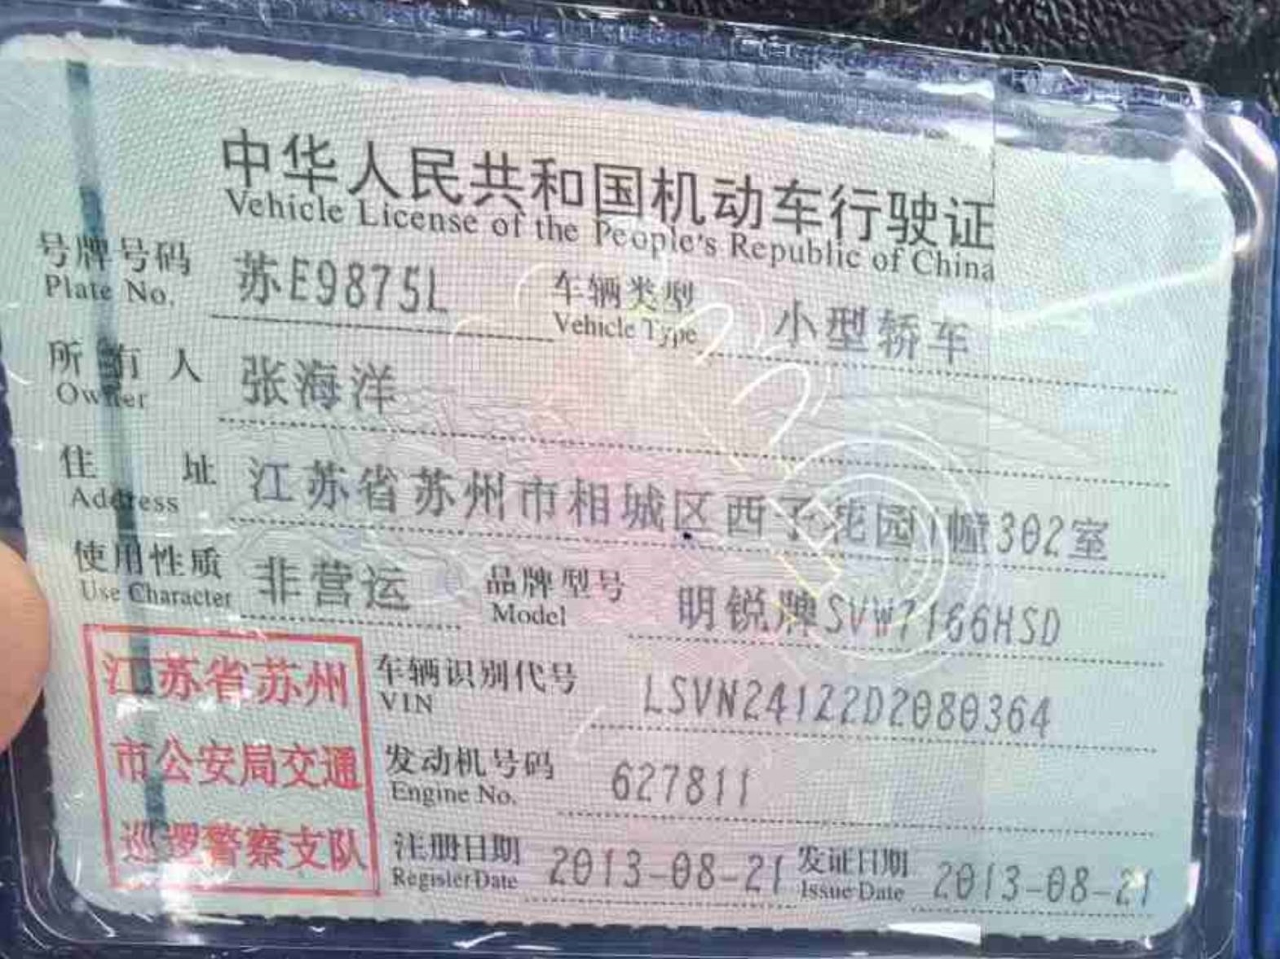 中华人民共和国机动车行驶证
Vehicle License of the People's Republic of China
号牌号码 苏E9875L 车辆类型 小型轿车
Plate No. Vehicle Type
所有人 张海洋
Owner
住址 江苏省苏州市相城区西子花园1幢302室
Address
使用性质 非营运 品牌型号 明锐牌SVW7166HSD
Use Character Model
江苏省苏州
市公安局交通
巡逻警察支队
车辆识别代号 LSVN24122D2080364
VIN
发动机号码 627811
Engine No.
注册日期 2013-08-21 发证日期 2013-08-21
Register Date Issue Date